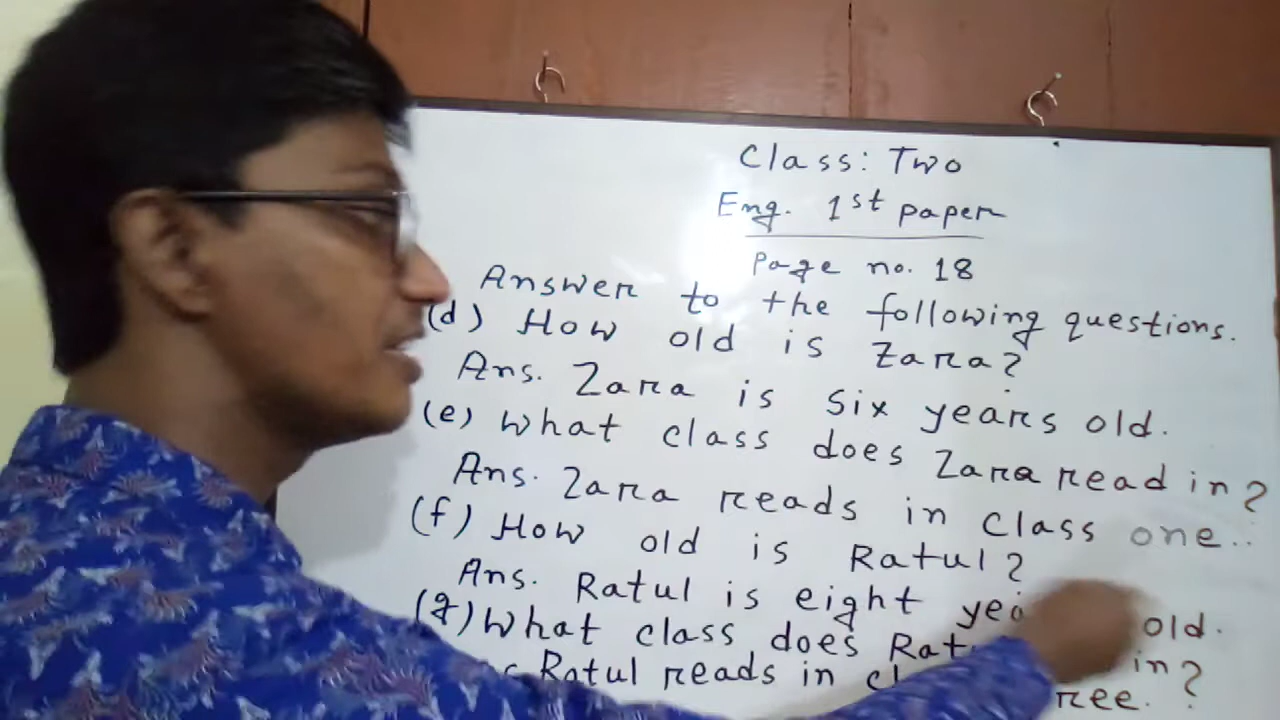 Class: Two
Eng. 1st paper
Page no. 18
Answer to the following questions.
(d) How old is Zara?
Ans. Zara is six years old.
(e) What class does Zara read in?
Ans. Zara reads in class one..
(f) How old is Ratul?
Ans. Ratul is eight old.
(g) What class does in?
Ratul reads in